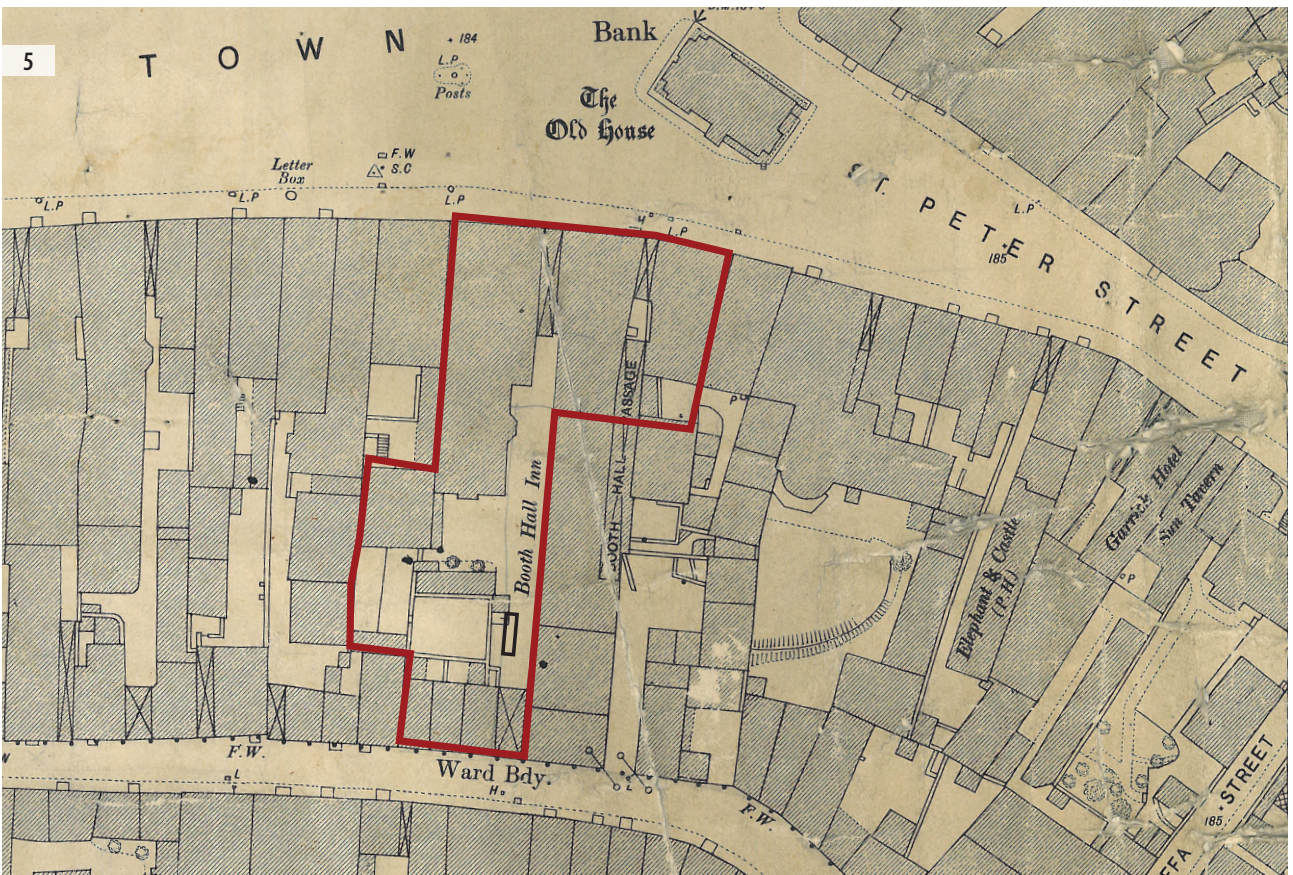 5
T O W N
184
L.P
Posts
Bank
The
Old House
F.W
S.C
Letter
Box
L.P
L.P
L.P
H
L.P
L.P
ST. PETER STREET
185
P
BOOTH HALL PASSAGE
Booth Hall Inn
Elephant & Castle
(P.H)
Garrick Hotel
Sun Tavern
P
F.W.
L
Ward Bdy.
H
L
F.W.
185
STREET